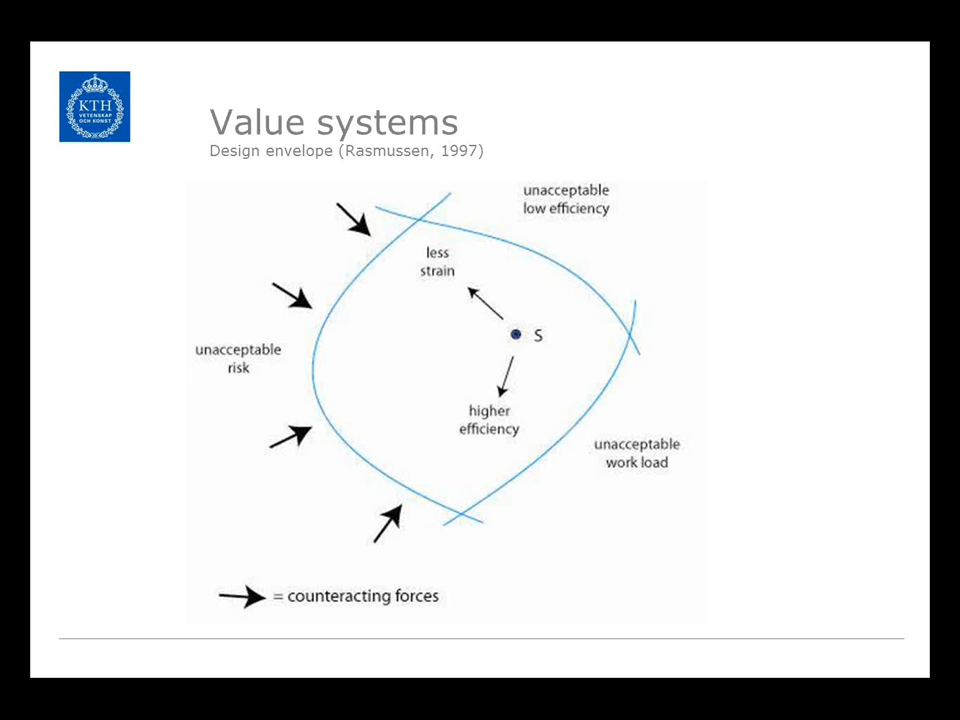 KTH
VETENSKAP
OCH KONST
Value systems
Design envelope (Rasmussen, 1997)
unacceptable
low efficiency
less
strain
S
unacceptable
risk
higher
efficiency
unacceptable
work load
= counteracting forces